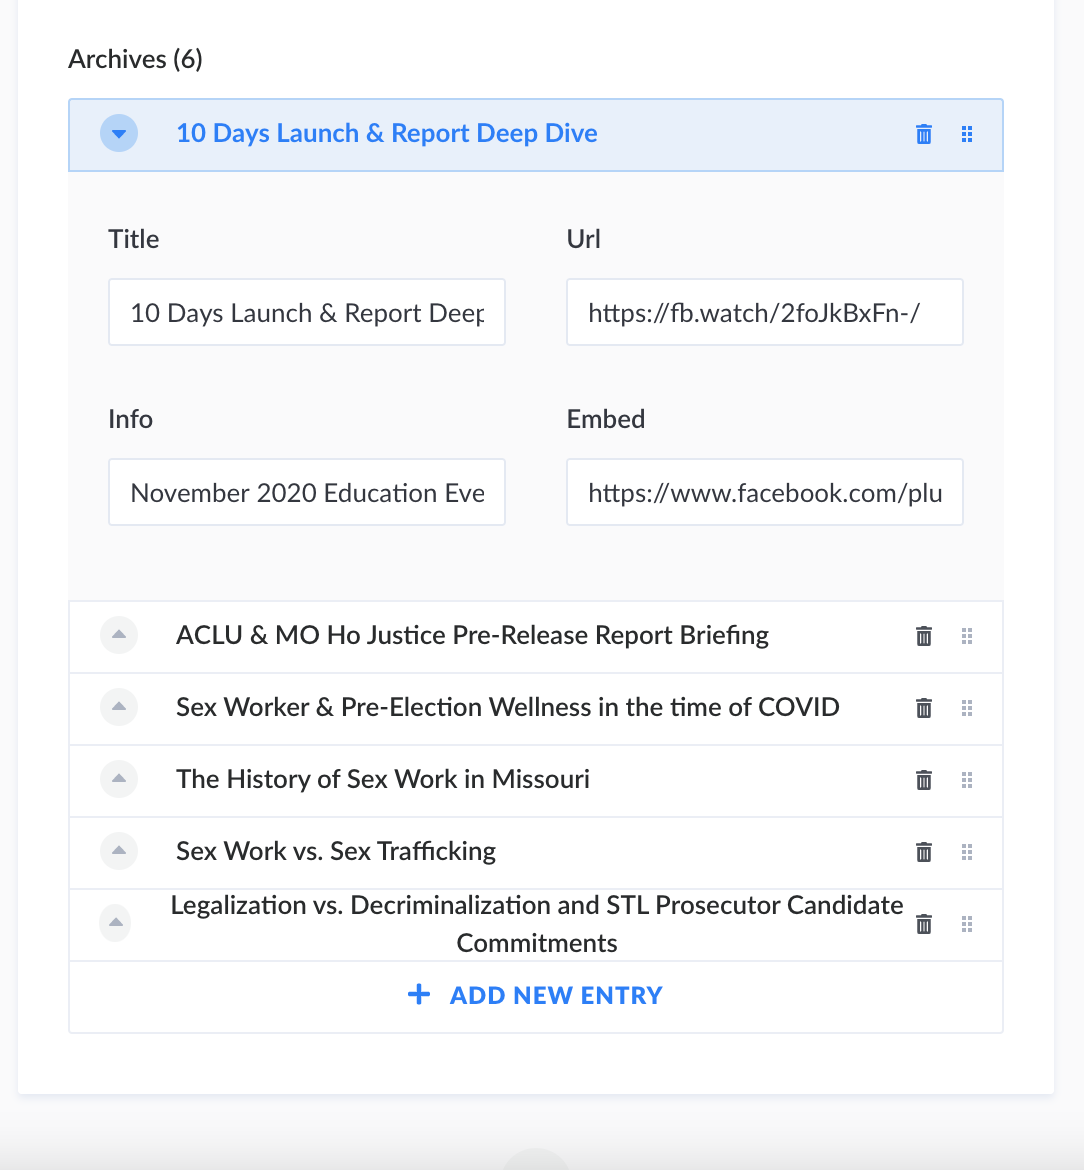 Archives (6)
10 Days Launch & Report Deep Dive
Title
Url
10 Days Launch & Report Deep
https://fb.watch/2foJkBxFn-/
Info
Embed
November 2020 Education Eve
https://www.facebook.com/plu
ACLU & MO Ho Justice Pre-Release Report Briefing
Sex Worker & Pre-Election Wellness in the time of COVID
The History of Sex Work in Missouri
Sex Work vs. Sex Trafficking
Legalization vs. Decriminalization and STL Prosecutor Candidate
Commitments
+ ADD NEW ENTRY